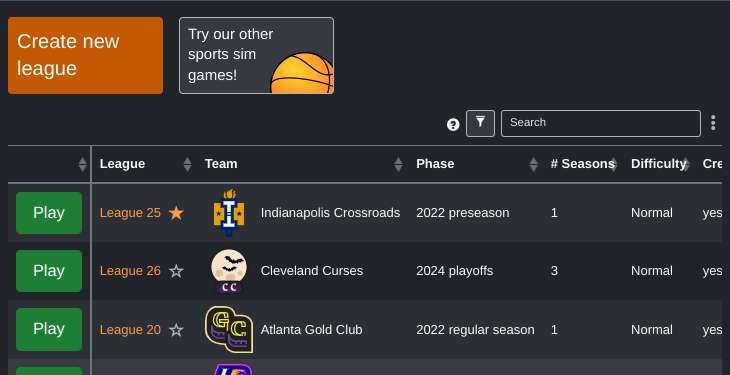 Create new
league
Try our other
sports sim
games!
?
Search
League Team Phase # Seasons Difficulty Cre
Play League 25 Indianapolis Crossroads 2022 preseason 1 Normal yes
Play League 26 CC Cleveland Curses 2024 playoffs 3 Normal yes
Play League 20 GC Atlanta Gold Club 2022 regular season 1 Normal yes